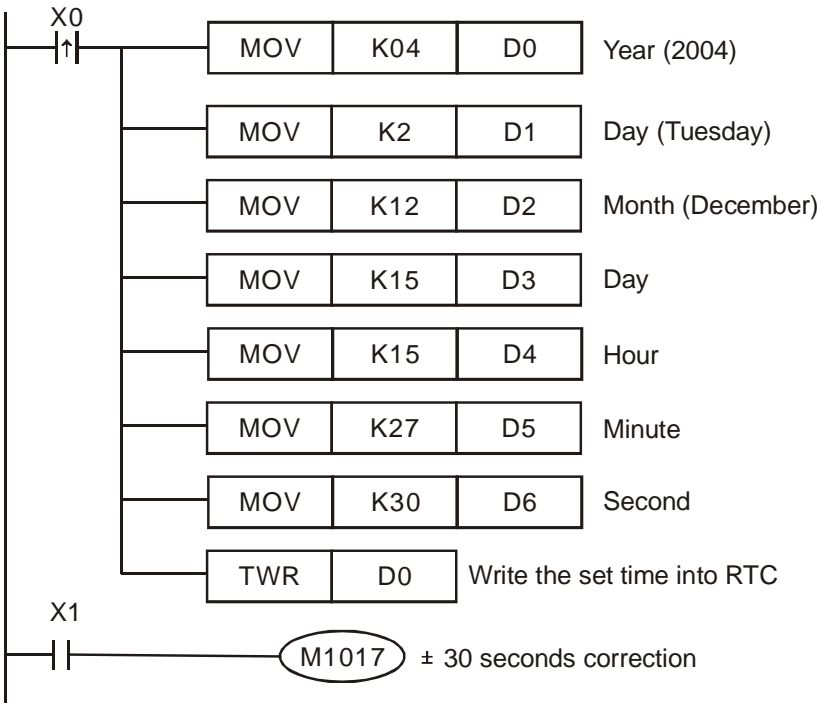 X0
MOV K04 D0 Year (2004)
MOV K2 D1 Day (Tuesday)
MOV K12 D2 Month (December)
MOV K15 D3 Day
MOV K15 D4 Hour
MOV K27 D5 Minute
MOV K30 D6 Second
TWR D0 Write the set time into RTC
X1
M1017 ± 30 seconds correction